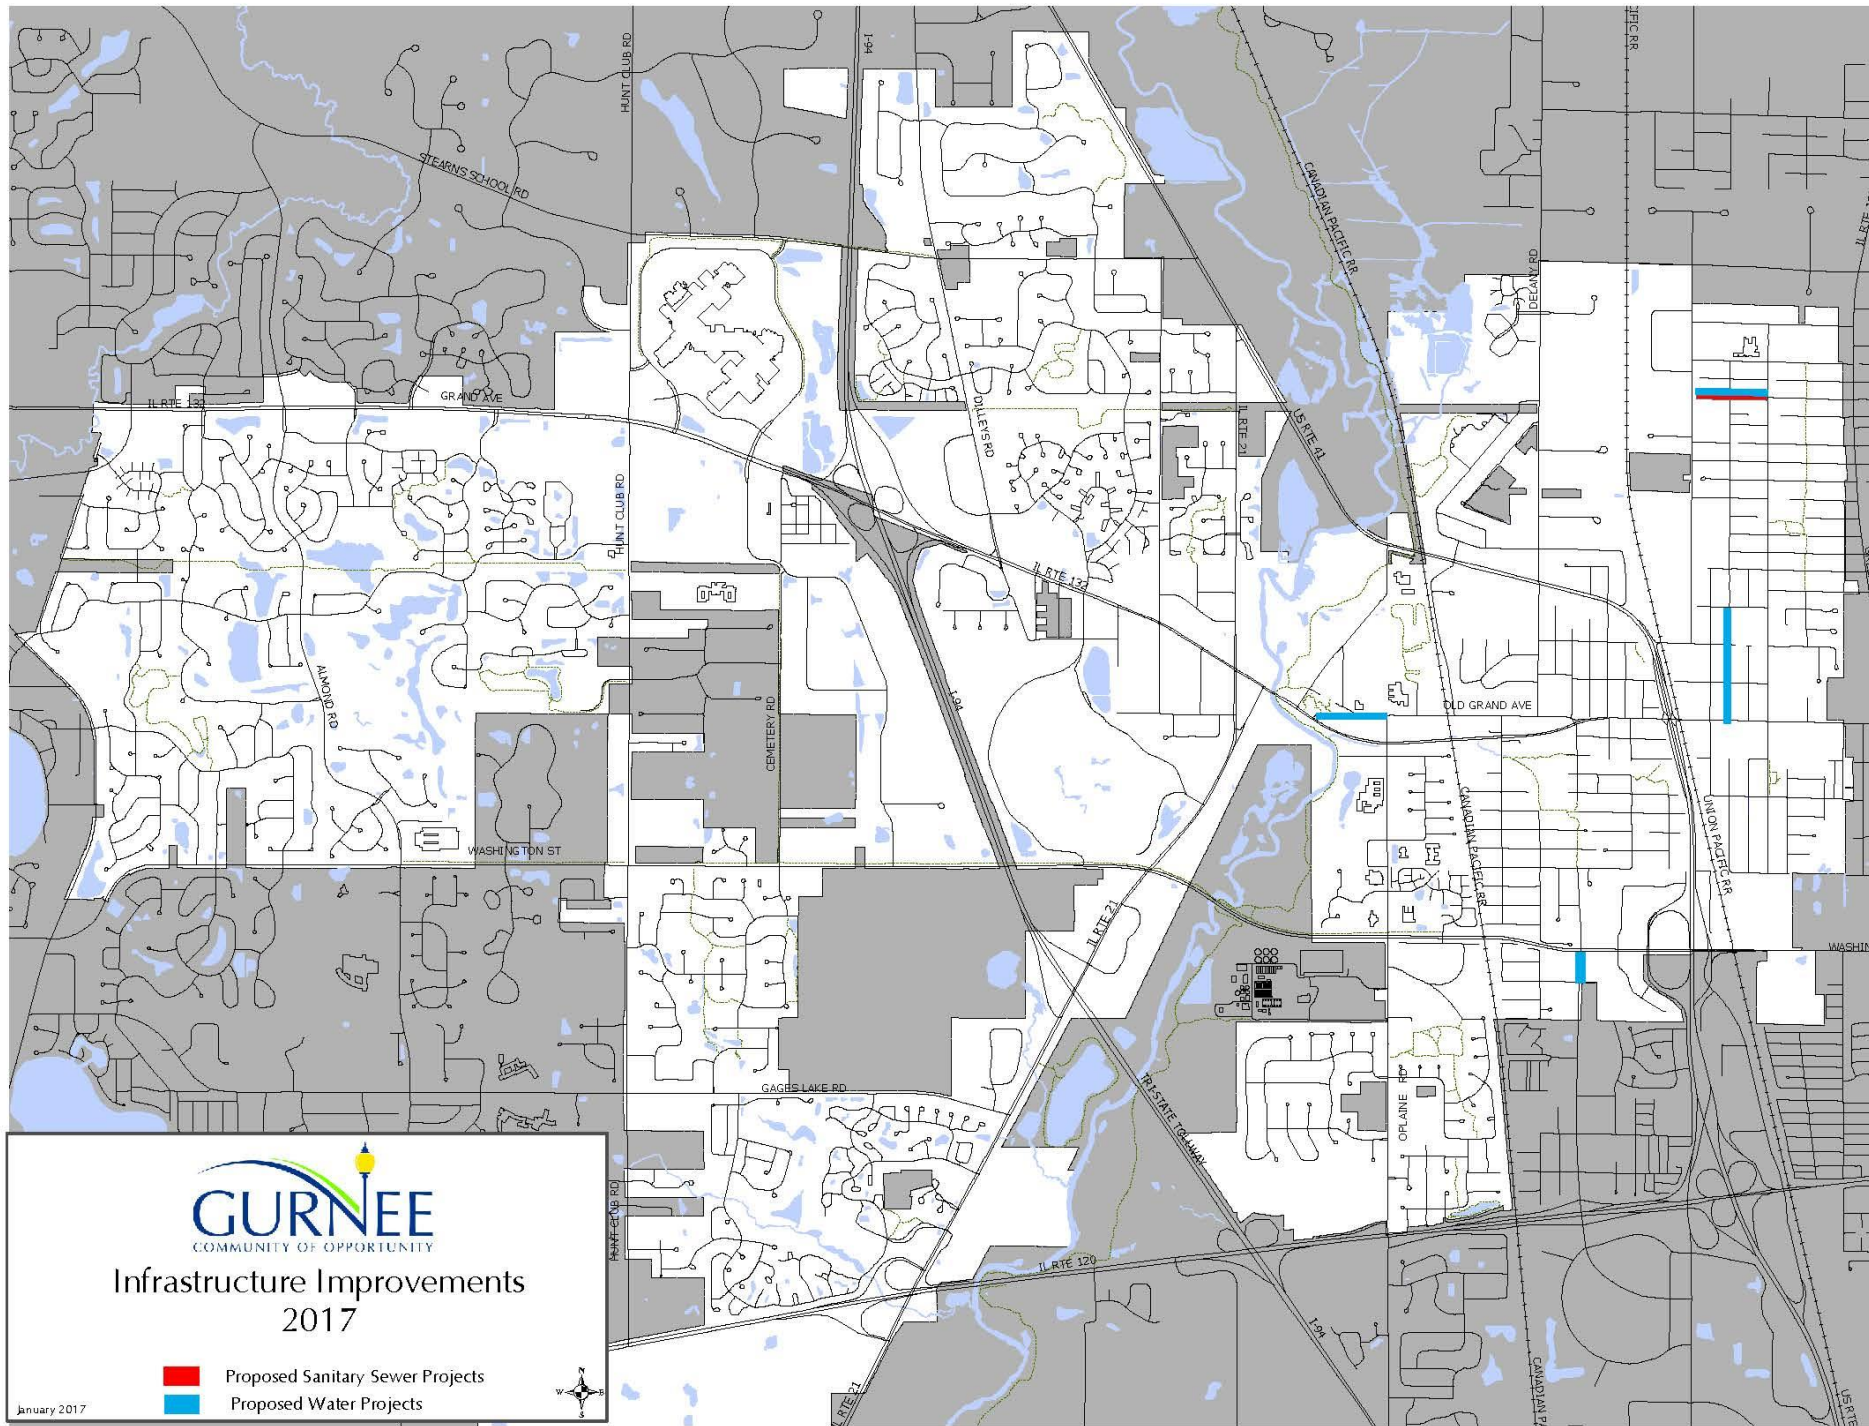 HUNT CLUB RD
I-94
CANADIAN PACIFIC RR
STEARNS SCHOOL RD
DELANY RD
IL RTE 132
GRAND AVE
DILLEYS RD
IL RTE 21
US RTE 41
HUNT CLUB RD
IL RTE 132
ALMOND RD
CEMETERY RD
I-94
OLD GRAND AVE
WASHINGTON ST
CANADIAN PACIFIC RR
UNION PACIFIC RR
IL RTE 21
GAGES LAKE RD
TRI-STATE TOLLWAY
OPLAINE RD
HUNT CLUB RD
IL RTE 120
I-94
GURNEE
COMMUNITY OF OPPORTUNITY
Infrastructure Improvements
2017
Proposed Sanitary Sewer Projects
Proposed Water Projects
January 2017
N
W
S